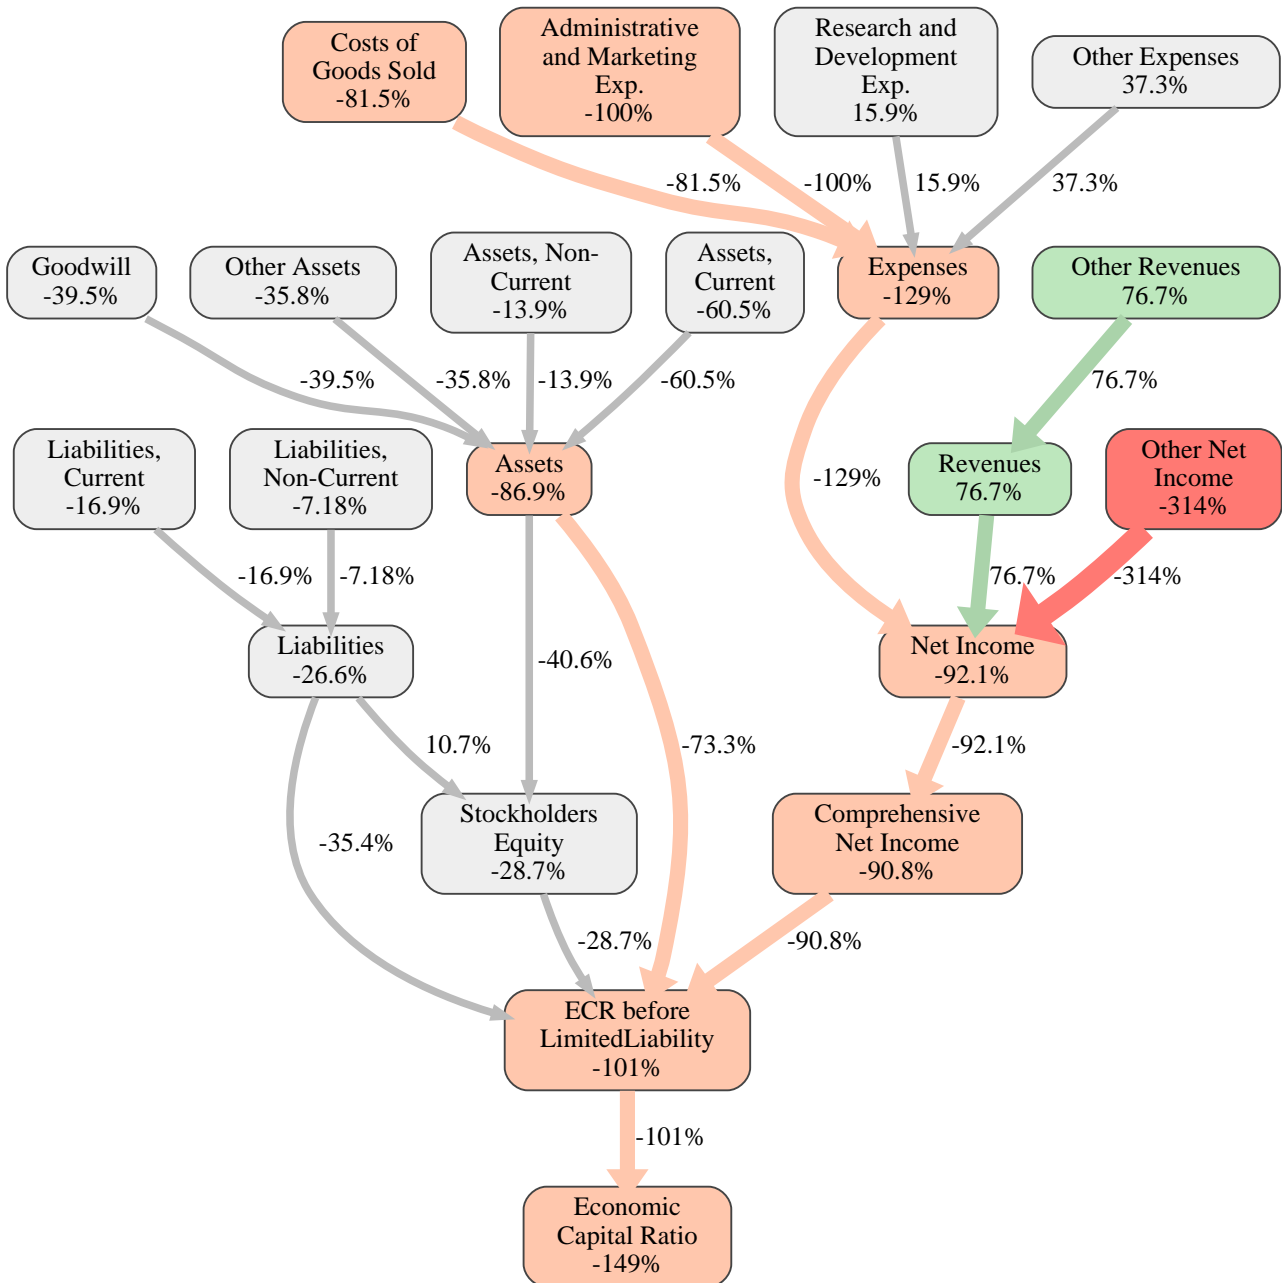 Costs of
Goods Sold
-81.5%
Administrative
and Marketing
Exp.
-100%
Research and
Development
Exp.
15.9%
Other Expenses
37.3%
-81.5%
-100%
15.9%
37.3%
Goodwill
-39.5%
Other Assets
-35.8%
Assets, Non-
Current
-13.9%
Assets,
Current
-60.5%
Expenses
-129%
Other Revenues
76.7%
-39.5%
-35.8%
-13.9%
-60.5%
76.7%
Liabilities,
Current
-16.9%
Liabilities,
Non-Current
-7.18%
Assets
-86.9%
-129%
Revenues
76.7%
Other Net
Income
-314%
-16.9%
-7.18%
76.7%
-314%
Liabilities
-26.6%
-40.6%
Net Income
-92.1%
10.7%
-73.3%
-92.1%
-35.4%
Stockholders
Equity
-28.7%
Comprehensive
Net Income
-90.8%
-28.7%
-90.8%
ECR before
LimitedLiability
-101%
-101%
Economic
Capital Ratio
-149%